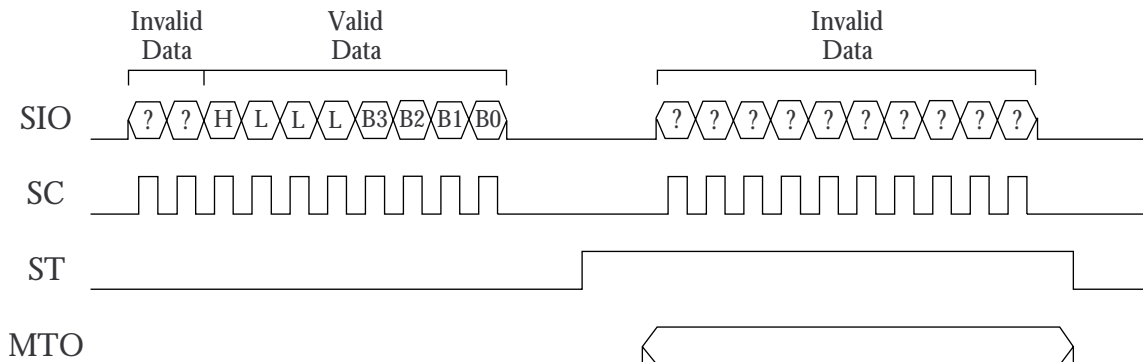 Invalid
Data
Valid
Data
Invalid
Data
SIO ? ? H L L L B3 B2 B1 B0 ? ? ? ? ? ? ? ? ? ?
SC
ST
MTO